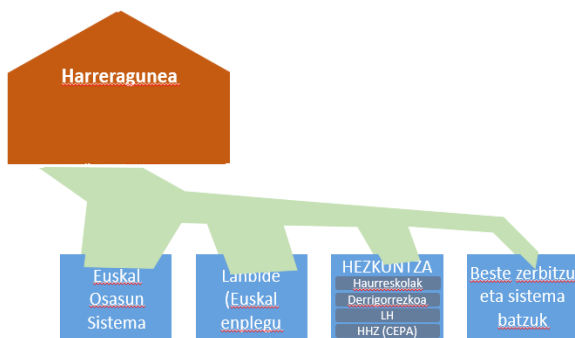 Harreragunea
Euskal
Osasun
Sistema
Lanbide
(Euskal
enplegu
HEZKUNTZA
Haurreskolak
Derrigorrezkoa
LH
HHZ (CEPA)
Beste zerbitzu
eta sistema
batzuk